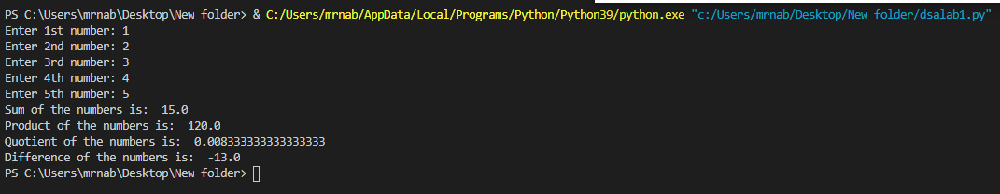 PS C:\Users\mrnab\Desktop\New folder> & C:/Users/mrnab/AppData/Local/Programs/Python/Python39/python.exe "c:/Users/mrnab/Desktop/New folder/dsalab1.py"
Enter 1st number: 1
Enter 2nd number: 2
Enter 3rd number: 3
Enter 4th number: 4
Enter 5th number: 5
Sum of the numbers is:  15.0
Product of the numbers is:  120.0
Quotient of the numbers is:  0.008333333333333333
Difference of the numbers is:  -13.0
PS C:\Users\mrnab\Desktop\New folder>